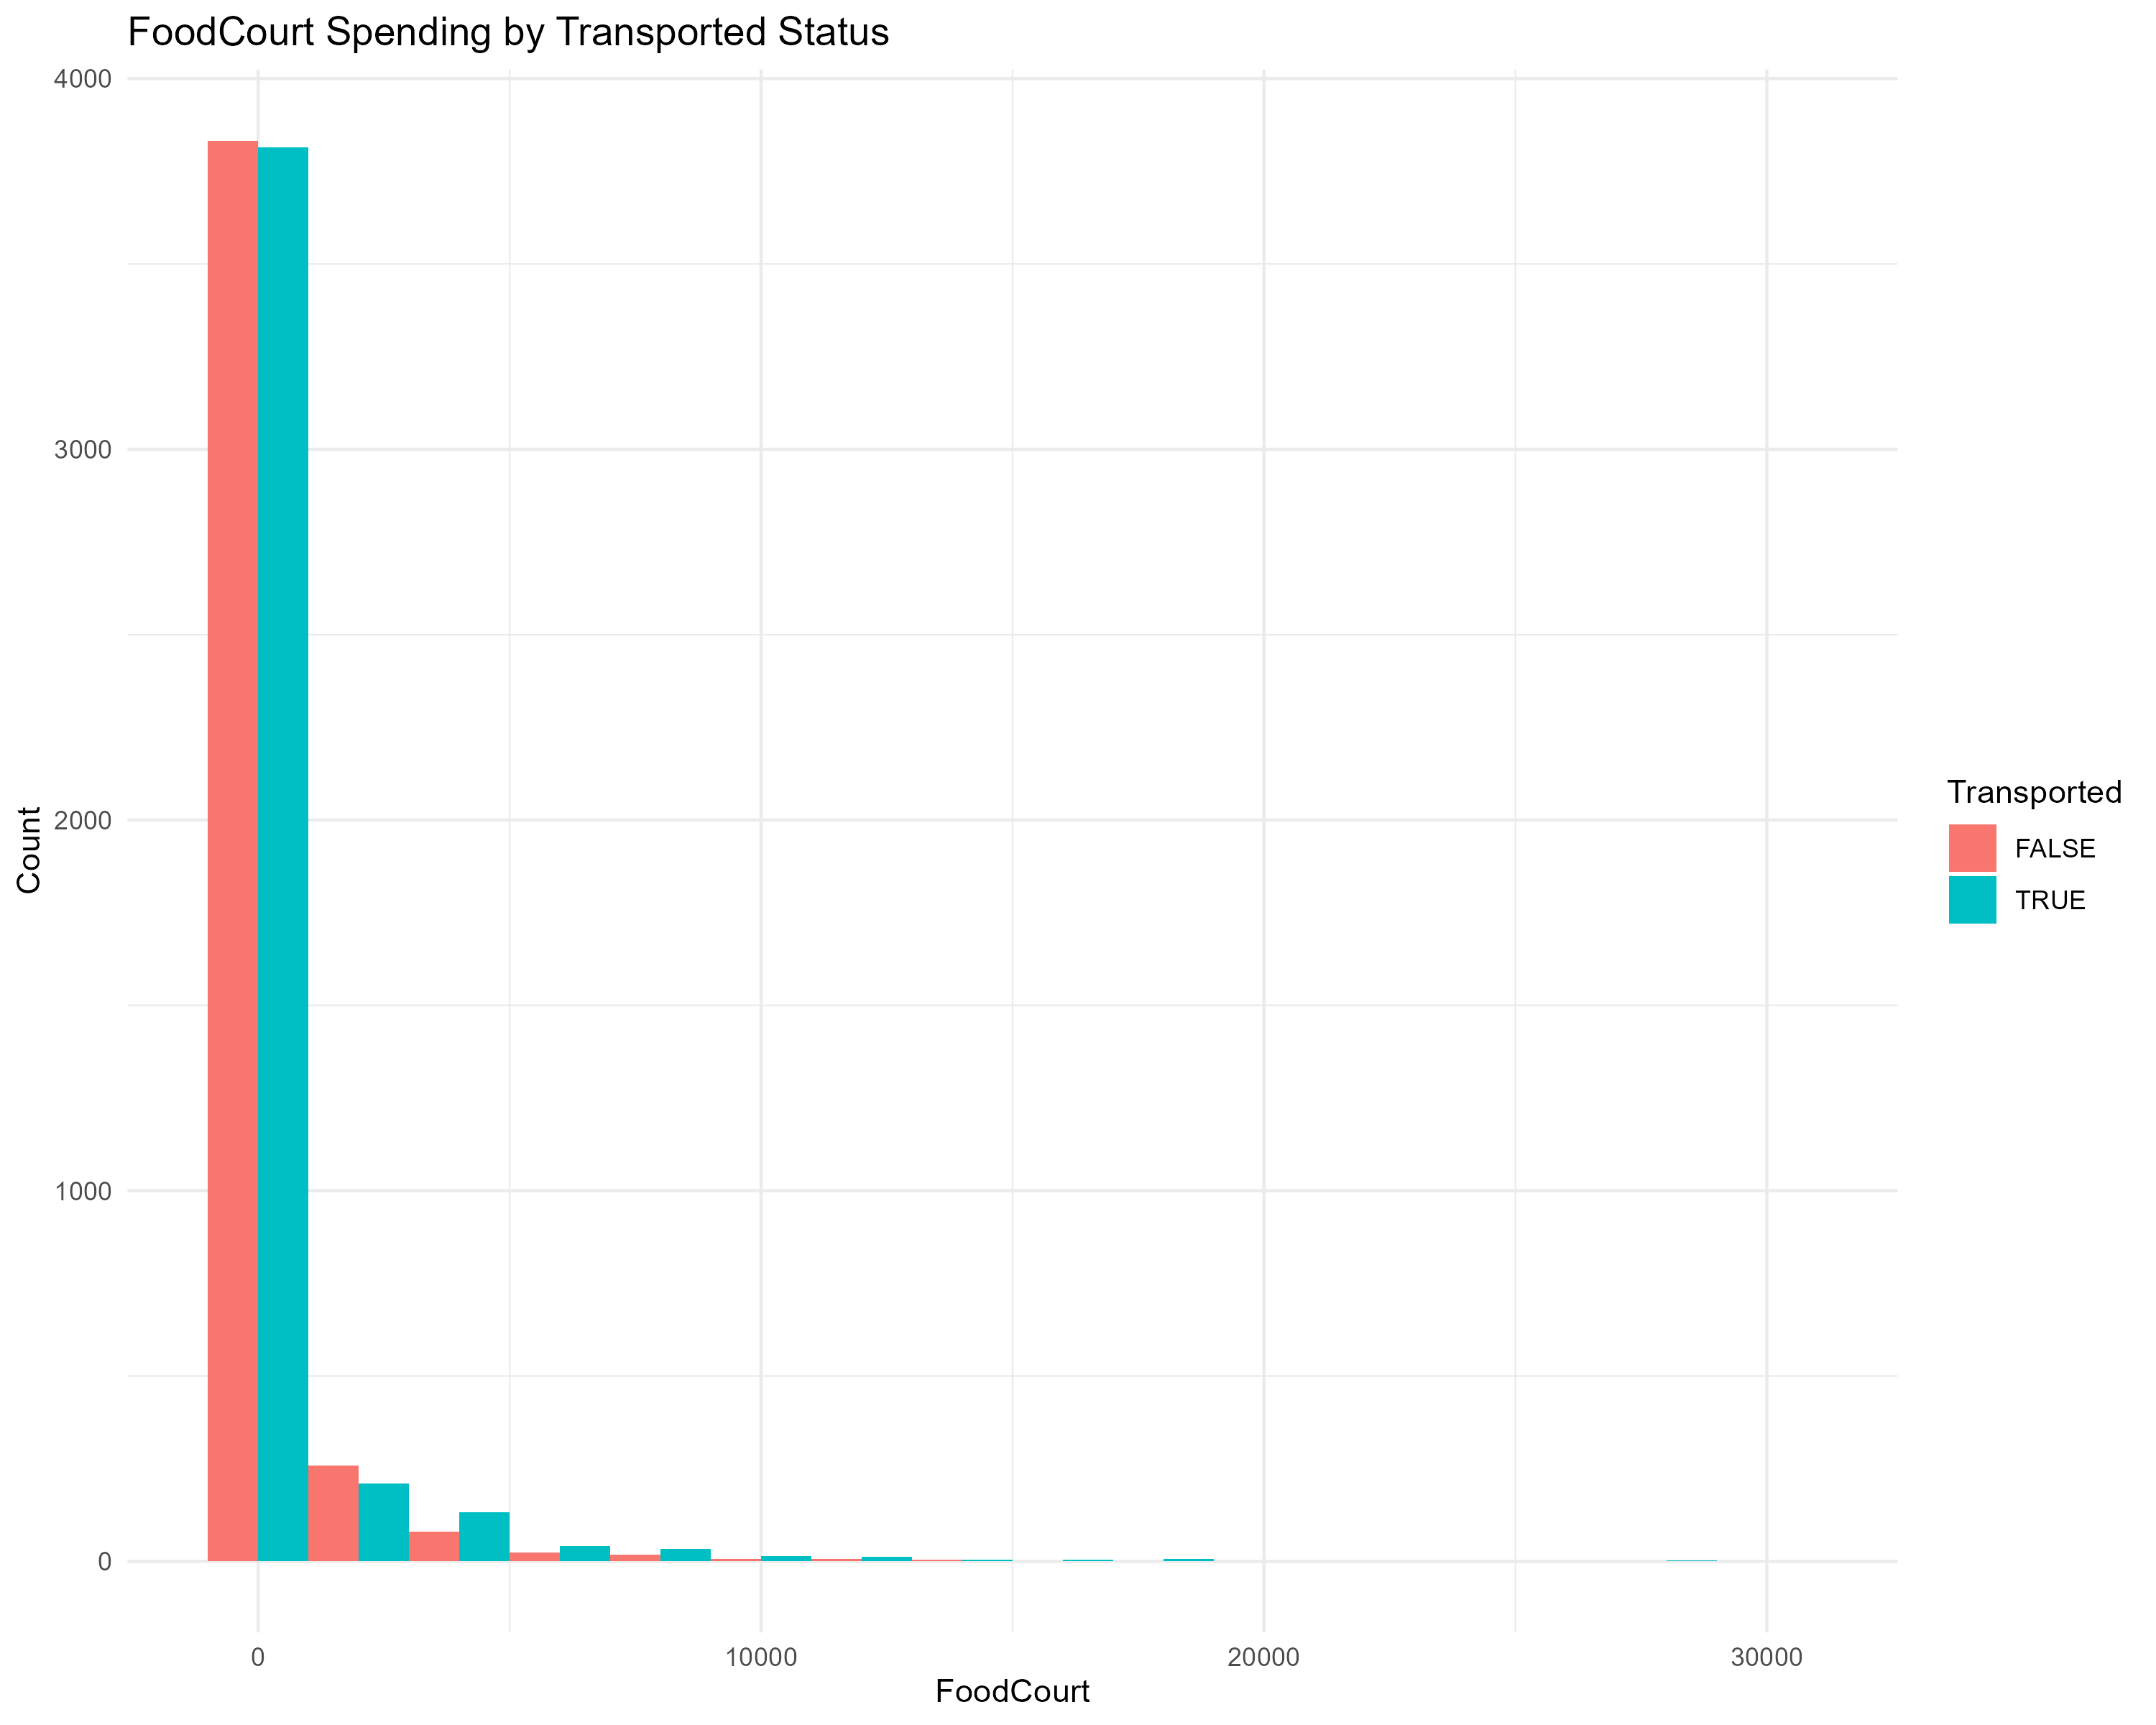 FoodCourt Spending by Transported Status
4000
3000
2000
1000
0
Count
0 10000 20000 30000
FoodCourt
Transported
FALSE
TRUE